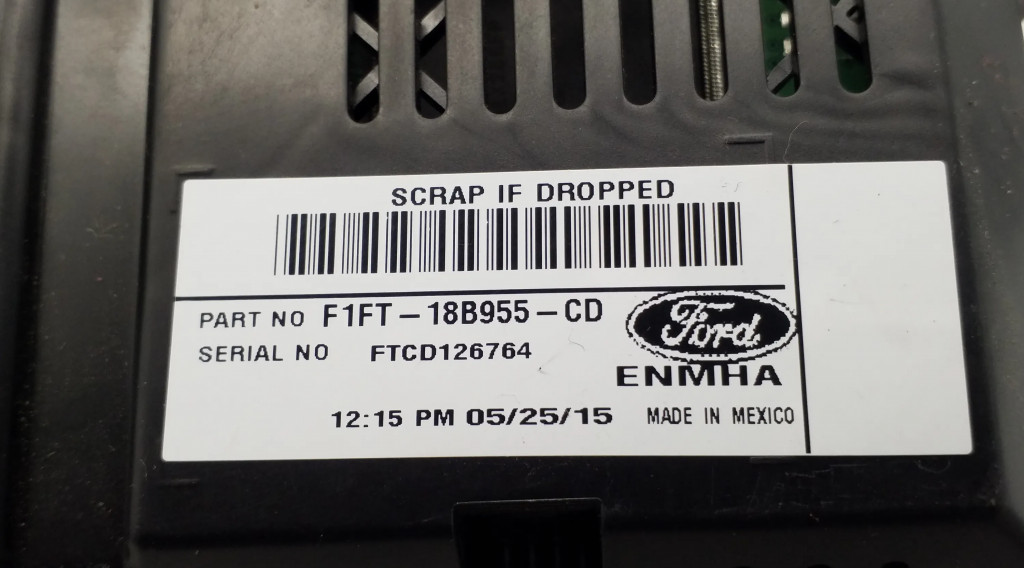 SCRAP IF DROPPED
PART NO F1FT-18B955-CD
SERIAL NO FTCD126764
Ford
ENMHA
12:15 PM 05/25/15 MADE IN MEXICO